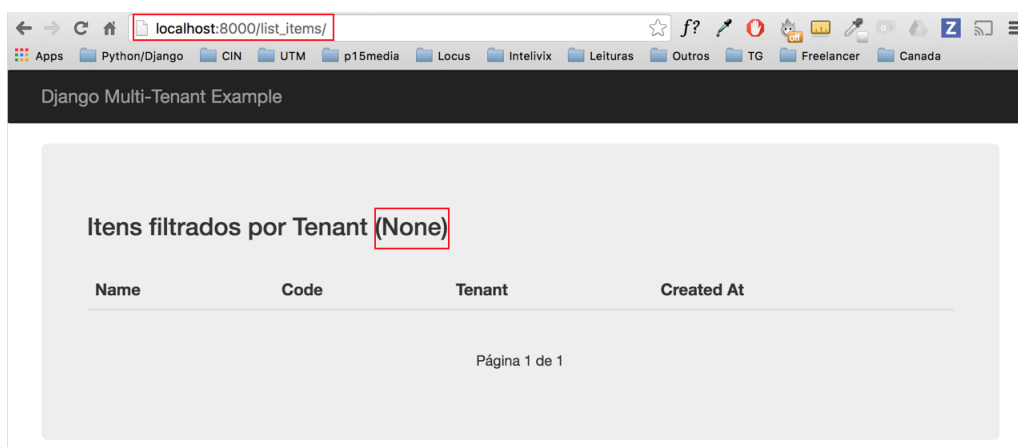 localhost:8000/list_items/
f?
off
Z
Apps Python/Django CIN UTM p15media Locus Intelivix Leituras Outros TG Freelancer Canada
Django Multi-Tenant Example
Itens filtrados por Tenant (None)
Name Code Tenant Created At
Página 1 de 1